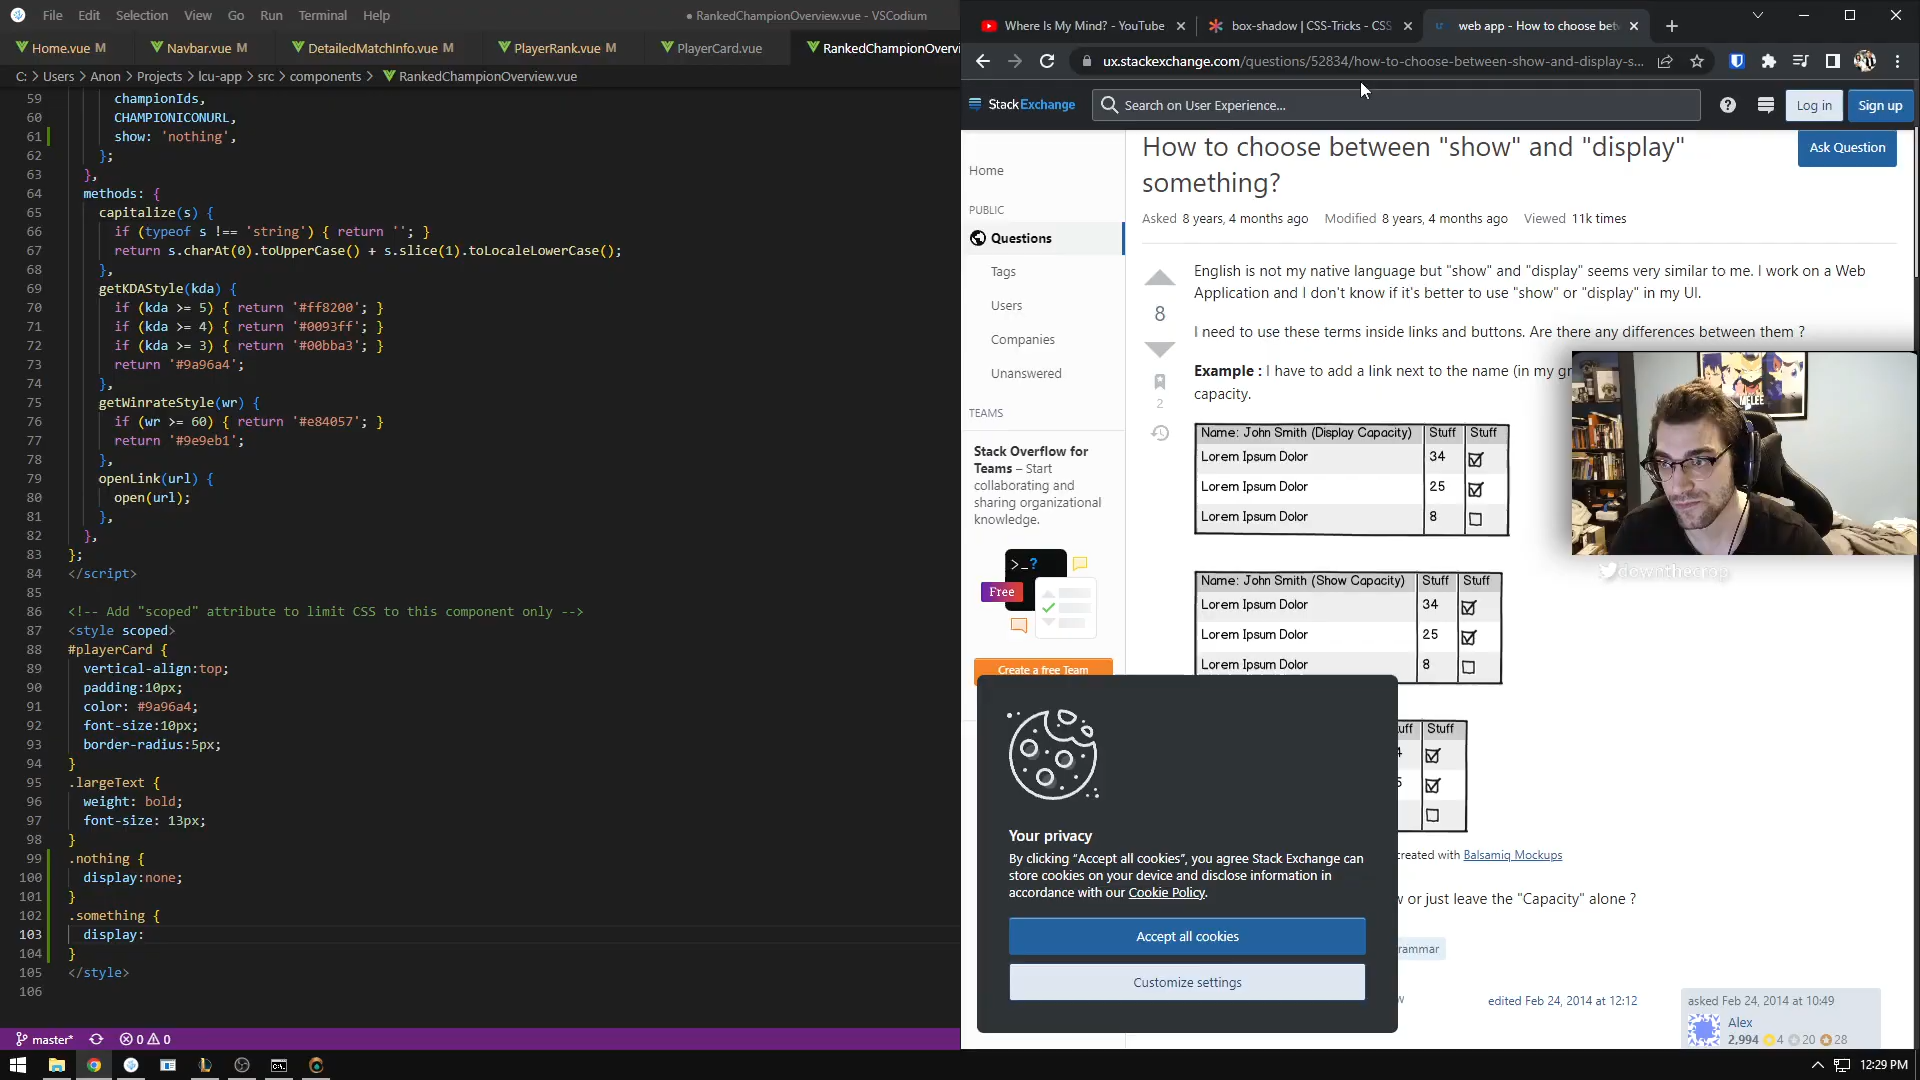 File Edit Selection View Go Run Terminal Help
● RankedChampionOverview.vue - VSCodium
Home.vue M Navbar.vue M DetailedMatchInfo.vue M PlayerRank.vue M PlayerCard.vue RankedChampionOvervi
C: > Users > Anon > Projects > lcu-app > src > components > RankedChampionOverview.vue
59 championIds,
60 CHAMPIONICONURL,
61 show: 'nothing',
62 };
63 },
64 methods: {
65 capitalize(s) {
66 if (typeof s !== 'string') { return ''; }
67 return s.charAt(0).toUpperCase() + s.slice(1).toLocaleLowerCase();
68 },
69 getKDAStyle(kda) {
70 if (kda >= 5) { return '#ff8200'; }
71 if (kda >= 4) { return '#0093ff'; }
72 if (kda >= 3) { return '#00bba3'; }
73 return '#9a96a4';
74 },
75 getWinrateStyle(wr) {
76 if (wr >= 60) { return '#e84057'; }
77 return '#9e9eb1';
78 },
79 openLink(url) {
80 open(url);
81 },
82 },
83 };
84 </script>
85
86 <!-- Add "scoped" attribute to limit CSS to this component only -->
87 <style scoped>
88 #playerCard {
89 vertical-align:top;
90 padding:10px;
91 color: #9a96a4;
92 font-size:10px;
93 border-radius:5px;
94 }
95 .largeText {
96 weight: bold;
97 font-size: 13px;
98 }
99 .nothing {
100 display:none;
101 }
102 .something {
103 display:
104 }
105 </style>
106
master* 0 0
Where Is My Mind? - YouTube
box-shadow | CSS-Tricks - CSS
web app - How to choose bet
ux.stackexchange.com/questions/52834/how-to-choose-between-show-and-display-s...
StackExchange Search on User Experience... Log in Sign up
Home
PUBLIC
Questions
Tags
Users
Companies
Unanswered
TEAMS
Stack Overflow for
Teams – Start
collaborating and
sharing organizational
knowledge.
>_?
Free
Create a free Team
How to choose between "show" and "display"
something?
Ask Question
Asked 8 years, 4 months ago Modified 8 years, 4 months ago Viewed 11k times
8
2
English is not my native language but "show" and "display" seems very similar to me. I work on a Web
Application and I don't know if it's better to use "show" or "display" in my UI.
I need to use these terms inside links and buttons. Are there any differences between them ?
Example : I have to add a link next to the name (in my gr
capacity.
Name: John Smith (Display Capacity) Stuff Stuff
Lorem Ipsum Dolor 34
Lorem Ipsum Dolor 25
Lorem Ipsum Dolor 8
Name: John Smith (Show Capacity) Stuff Stuff
Lorem Ipsum Dolor 34
Lorem Ipsum Dolor 25
Lorem Ipsum Dolor 8
uff Stuff
MELEE
downthecrop
created with Balsamiq Mockups
w or just leave the "Capacity" alone ?
rammar
Your privacy
By clicking “Accept all cookies”, you agree Stack Exchange can
store cookies on your device and disclose information in
accordance with our Cookie Policy.
Accept all cookies
Customize settings
edited Feb 24, 2014 at 12:12
asked Feb 24, 2014 at 10:49
Alex
2,994 4 20 28
12:29 PM